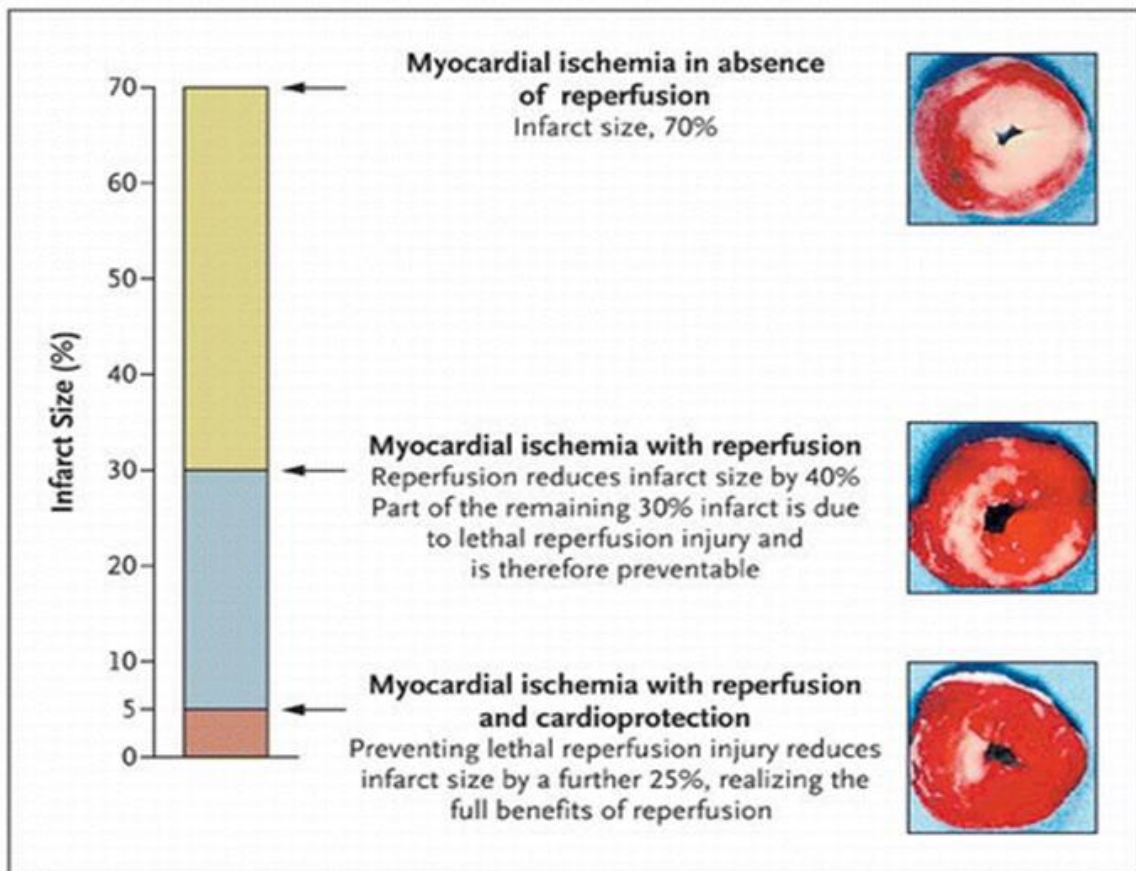 Myocardial ischemia in absence
of reperfusion
Infarct size, 70%
70
60
50
40
30
20
10
5
0
Infarct Size (%)
Myocardial ischemia with reperfusion
Reperfusion reduces infarct size by 40%
Part of the remaining 30% infarct is due
to lethal reperfusion injury and
is therefore preventable
Myocardial ischemia with reperfusion
and cardioprotection
Preventing lethal reperfusion injury reduces
infarct size by a further 25%, realizing the
full benefits of reperfusion